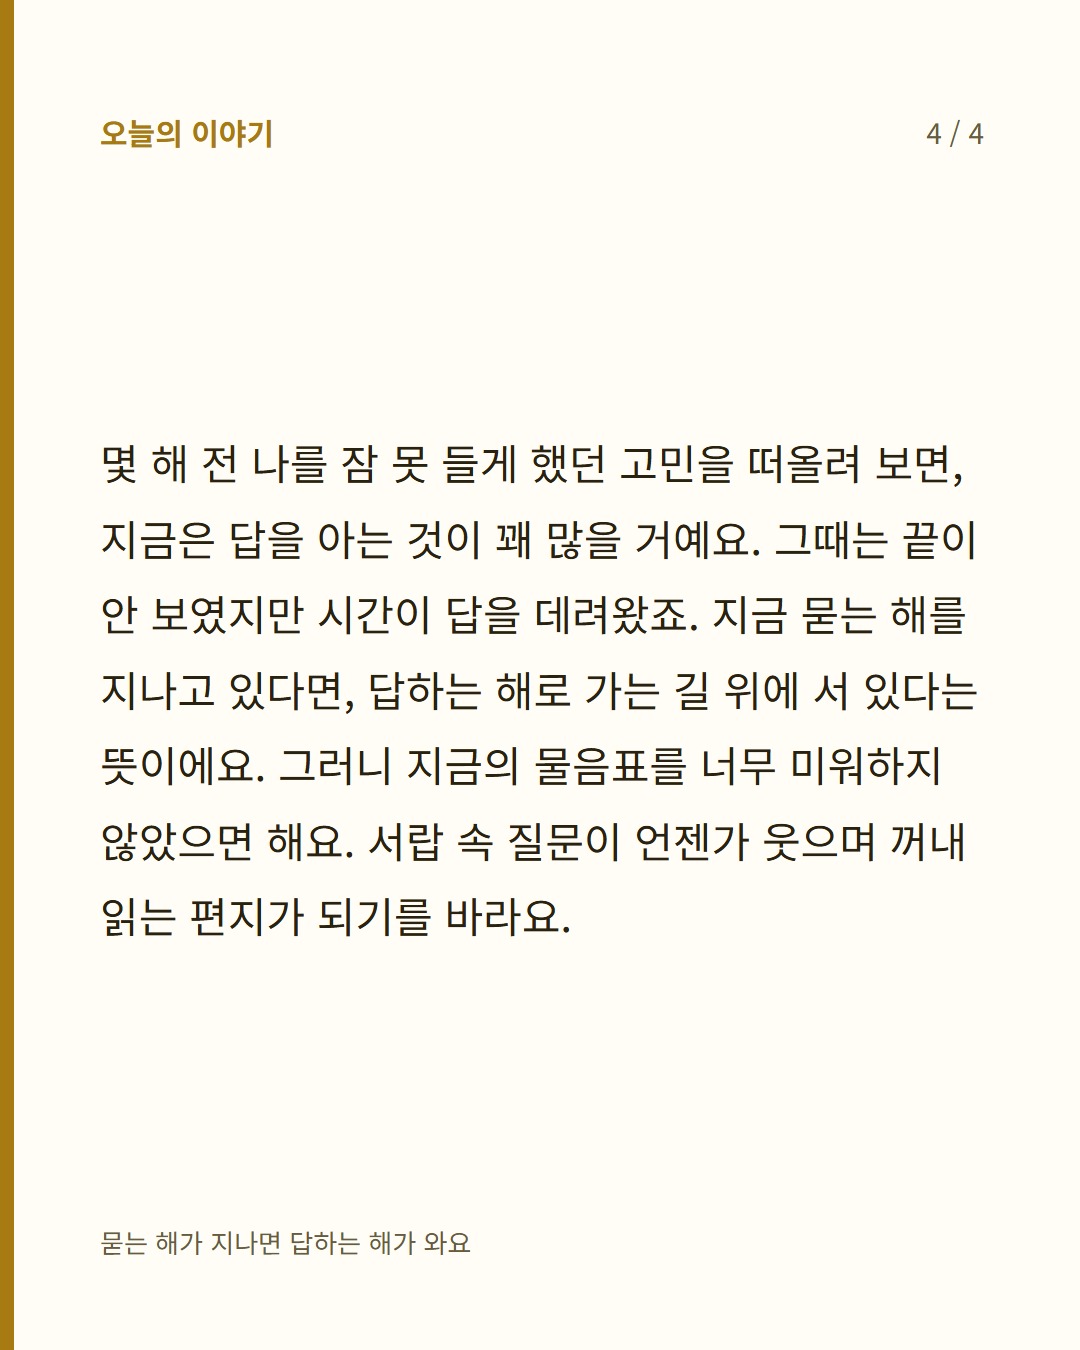 오늘의 이야기
4 / 4
몇 해 전 나를 잠 못 들게 했던 고민을 떠올려 보면,
지금은 답을 아는 것이 꽤 많을 거예요. 그때는 끝이
안 보였지만 시간이 답을 데려왔죠. 지금 묻는 해를
지나고 있다면, 답하는 해로 가는 길 위에 서 있다는
뜻이에요. 그러니 지금의 물음표를 너무 미워하지
않았으면 해요. 서랍 속 질문이 언젠가 웃으며 꺼내
읽는 편지가 되기를 바라요.
묻는 해가 지나면 답하는 해가 와요